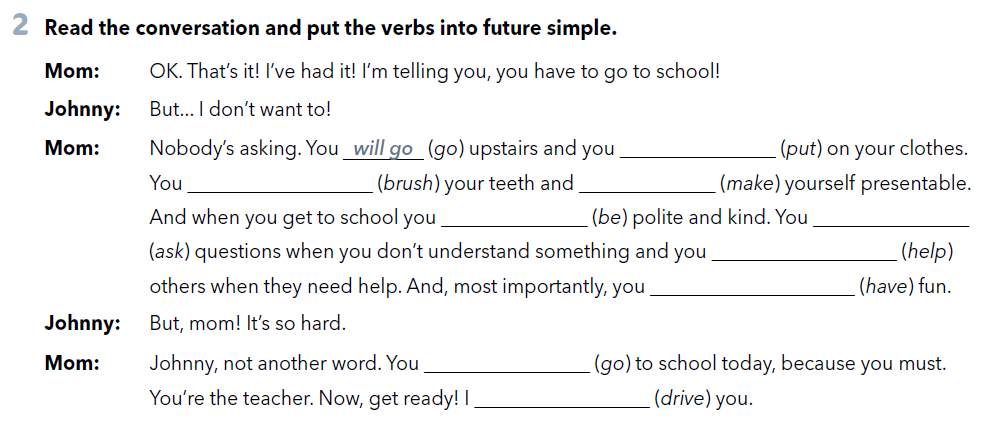 2 Read the conversation and put the verbs into future simple.
Mom: OK. That's it! I've had it! I'm telling you, you have to go to school!
Johnny: But... I don't want to!
Mom: Nobody's asking. You will go (go) upstairs and you ______________ (put) on your clothes.
You ________________ (brush) your teeth and ____________ (make) yourself presentable.
And when you get to school you _____________ (be) polite and kind. You ______________
(ask) questions when you don't understand something and you ___________________ (help)
others when they need help. And, most importantly, you __________________ (have) fun.
Johnny: But, mom! It's so hard.
Mom: Johnny, not another word. You _______________ (go) to school today, because you must.
You're the teacher. Now, get ready! I ________________ (drive) you.